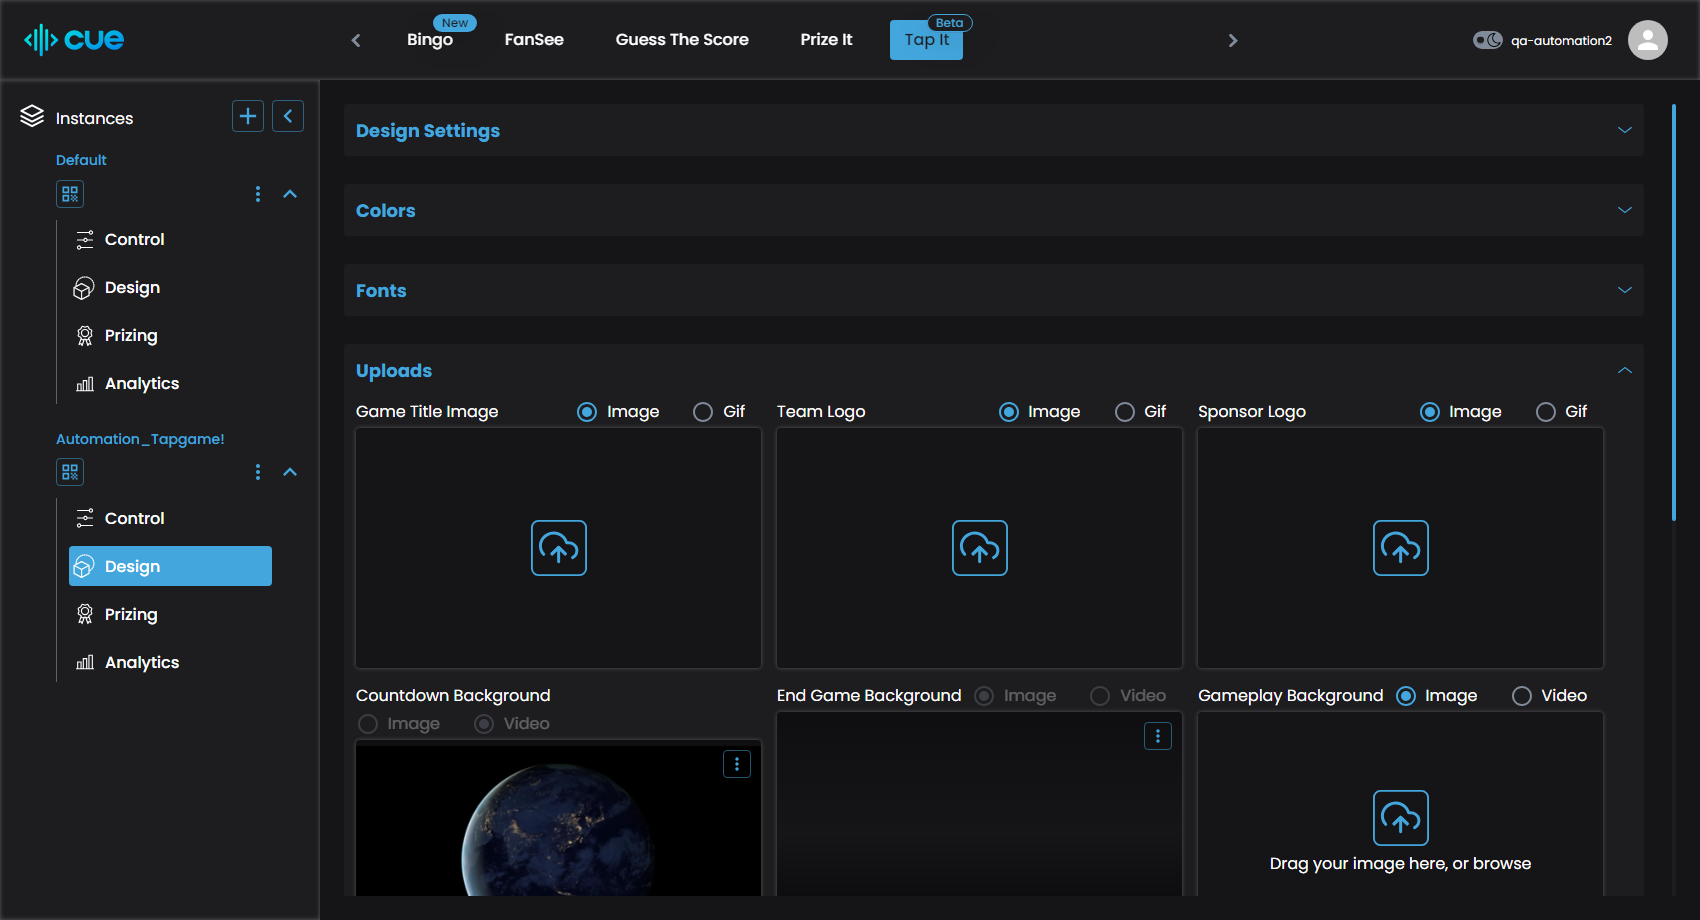 cue
New
Bingo
FanSee
Guess The Score
Prize It
Beta
Tap It
qa-automation2
Instances
Default
Control
Design
Prizing
Analytics
Automation_Tapgame!
Control
Design
Prizing
Analytics
Design Settings
Colors
Fonts
Uploads
Game Title Image Image Gif
Team Logo Image Gif
Sponsor Logo Image Gif
Countdown Background
Image Video
End Game Background Image Video
Gameplay Background Image Video
Drag your image here, or browse